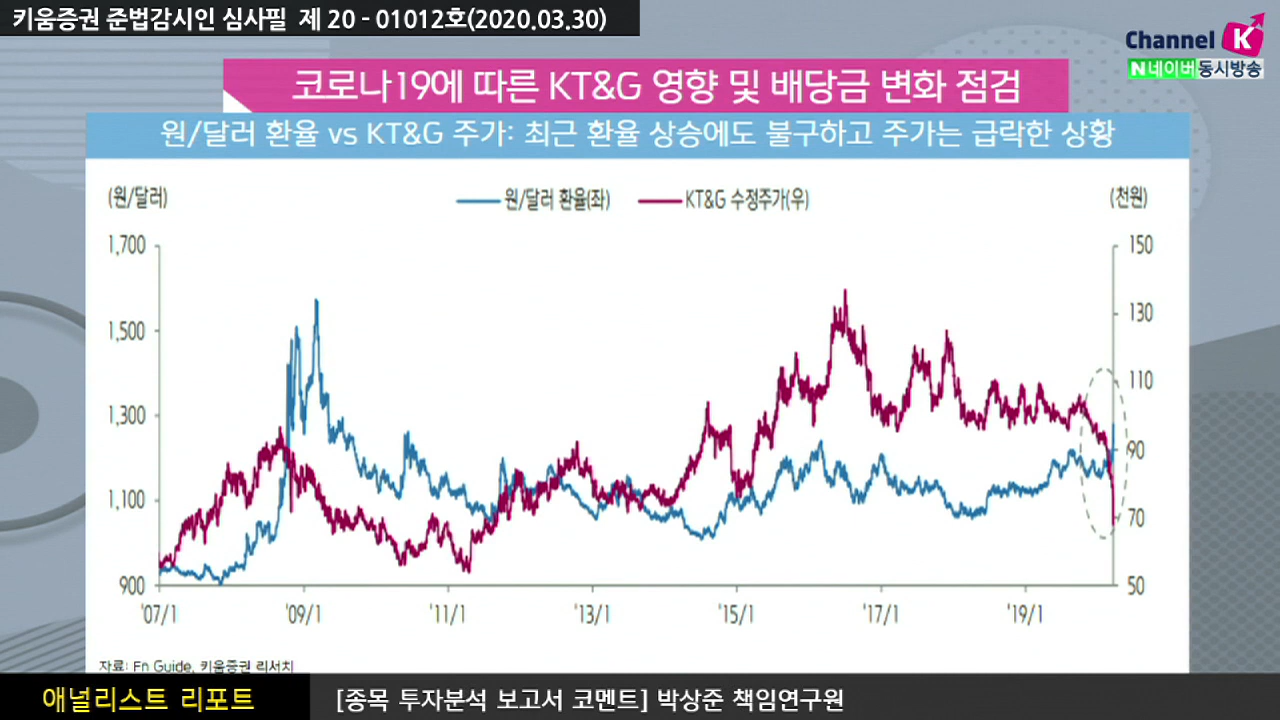 키움증권 준법감시인 심사필 제 20 - 01012호(2020.03.30)
Channel K
N 네이버 동시방송
코로나19에 따른 KT&G 영향 및 배당금 변화 점검
원/달러 환율 vs KT&G 주가: 최근 환율 상승에도 불구하고 주가는 급락한 상황
(원/달러) 원/달러 환율(좌) KT&G 수정주가(우) (천원)
1,700 150
130
1,500
110
1,300
90
1,100
70
900 50
'07/1 '09/1 '11/1 '13/1 '15/1 '17/1 '19/1
자료: Fn Guide, 키움증권 리서치
애널리스트 리포트 [종목 투자분석 보고서 코멘트] 박상준 책임연구원